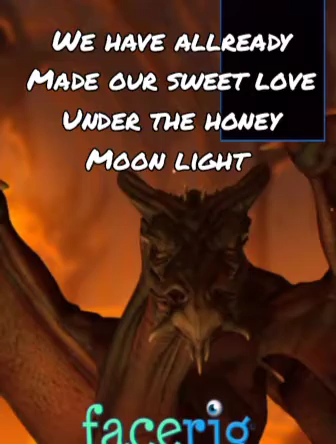 We have allready
Made our sweet love
Under the honey
Moon light
facerig